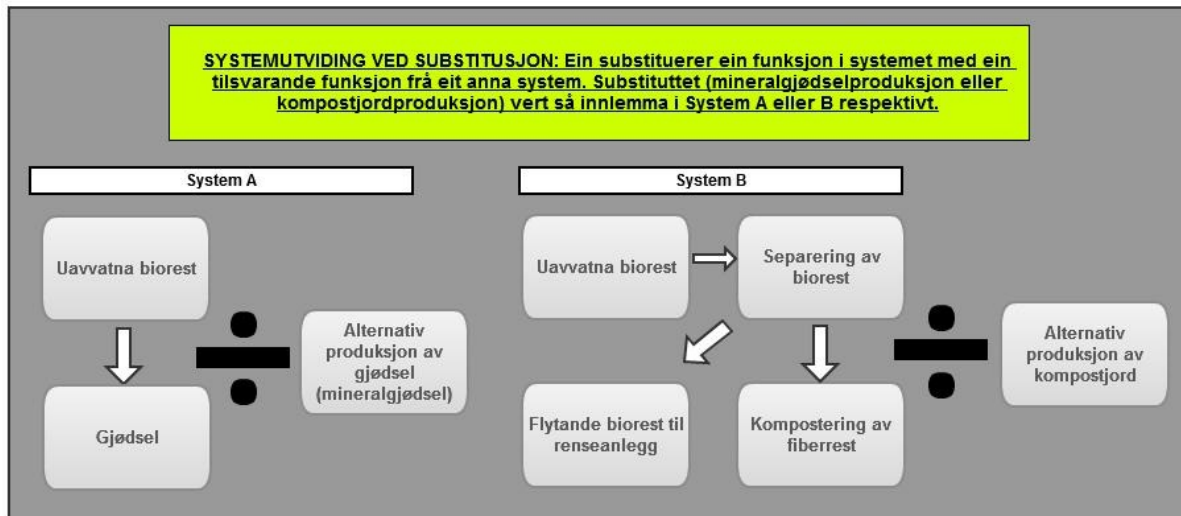 SYSTEMUTVIDING VED SUBSTITUSJON: Ein substituerer ein funksjon i systemet med ein
tilsvarande funksjon frå eit anna system. Substituttet (mineralgjødselproduksjon eller
kompostjordproduksjon) vert så innlemma i System A eller B respektivt.
System A
Uavvatna biorest
Gjødsel
Alternativ
produksjon av
gjødsel
(mineralgjødsel)
System B
Uavvatna biorest
Separering av
biorest
Flytande biorest til
renseanlegg
Kompostering av
fiberrest
Alternativ
produksjon av
kompostjord